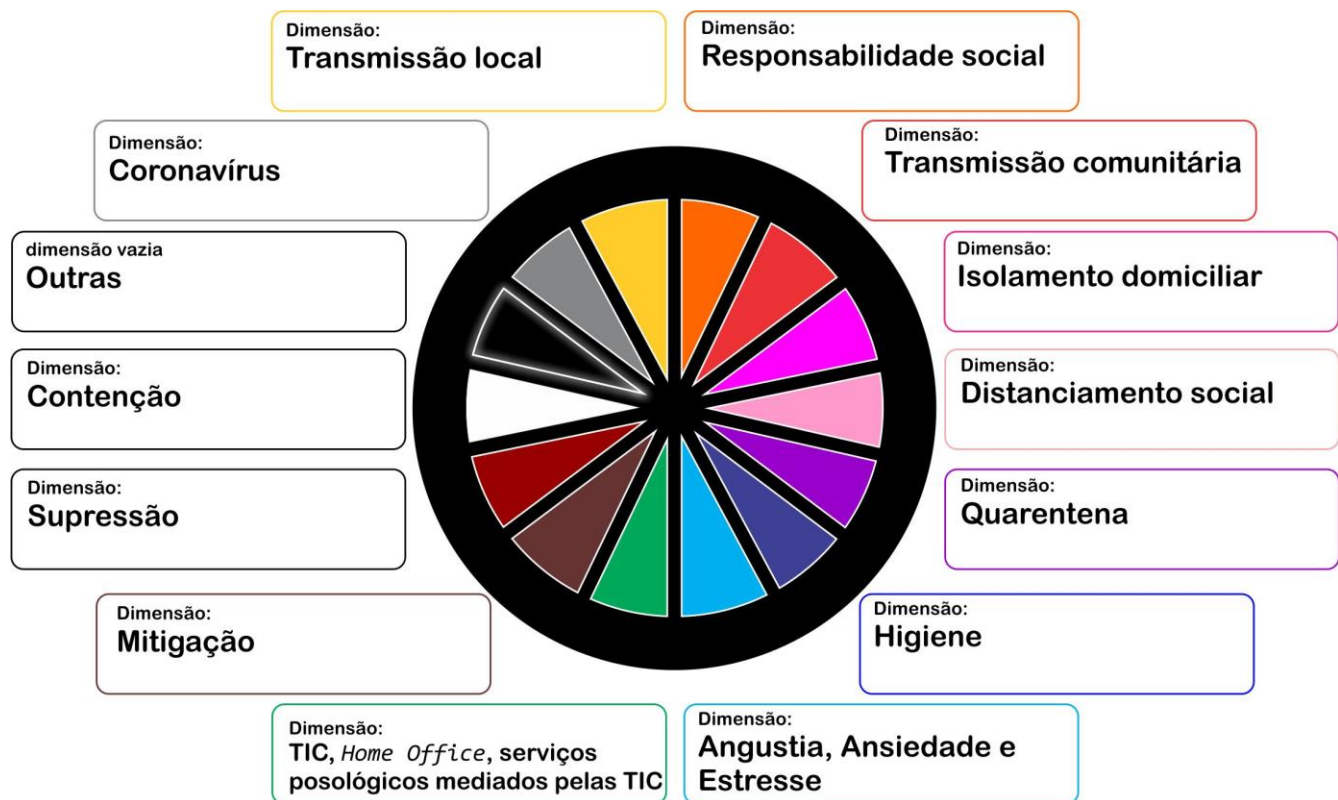 Dimensão:
Transmissão local
Dimensão:
Responsabilidade social
Dimensão:
Coronavírus
Dimensão:
Transmissão comunitária
dimensão vazia
Outras
Dimensão:
Isolamento domiciliar
Dimensão:
Contenção
Dimensão:
Distanciamento social
Dimensão:
Supressão
Dimensão:
Quarentena
Dimensão:
Mitigação
Dimensão:
Higiene
Dimensão:
TIC, Home Office, serviços
posológicos mediados pelas TIC
Dimensão:
Angustia, Ansiedade e
Estresse